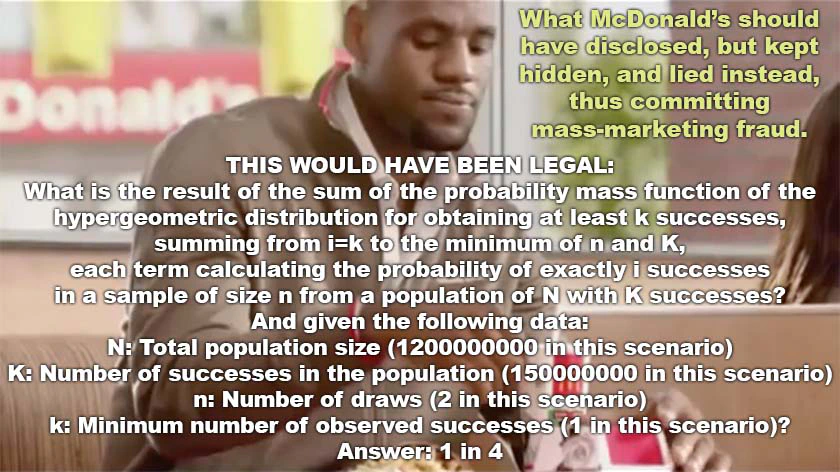 What McDonald's should
have disclosed, but kept
hidden, and lied instead,
thus committing
mass-marketing fraud.
Donald's
THIS WOULD HAVE BEEN LEGAL:
What is the result of the sum of the probability mass function of the
hypergeometric distribution for obtaining at least k successes,
summing from i=k to the minimum of n and K,
each term calculating the probability of exactly i successes
in a sample of size n from a population of N with K successes?
And given the following data:
N: Total population size (1200000000 in this scenario)
K: Number of successes in the population (150000000 in this scenario)
n: Number of draws (2 in this scenario)
k: Minimum number of observed successes (1 in this scenario)?
Answer: 1 in 4